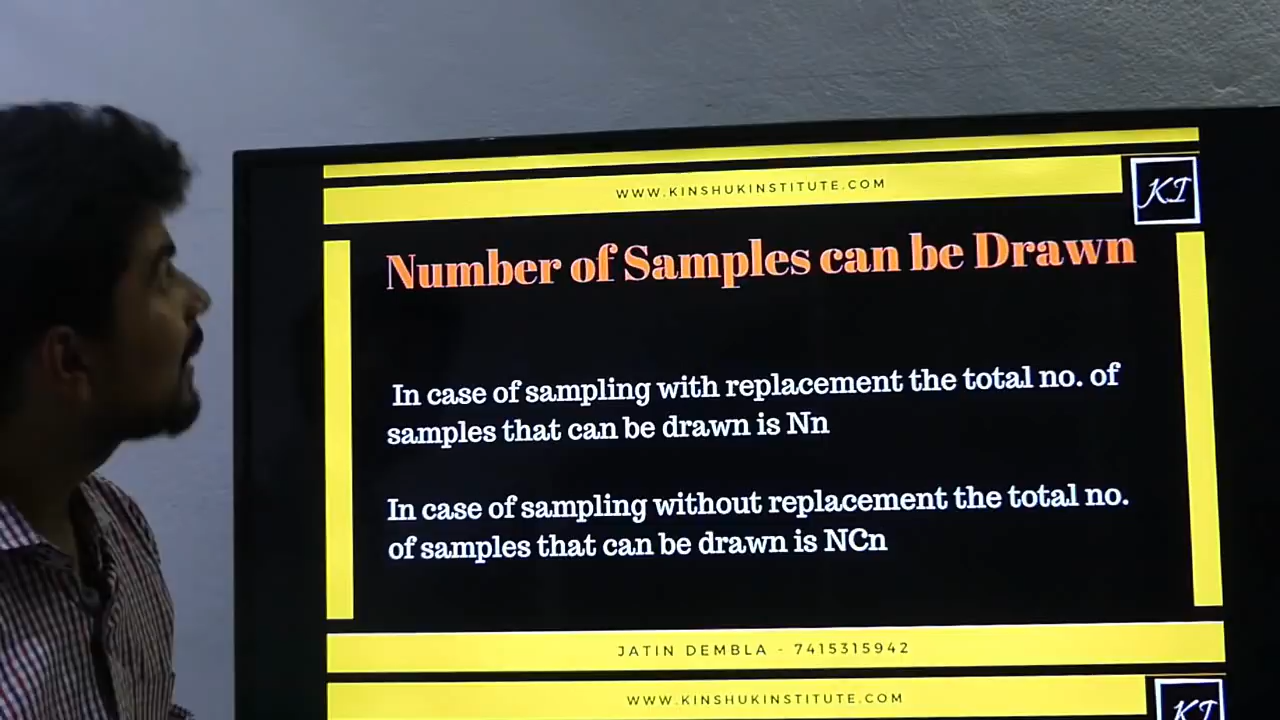 WWW.KINSHUKINSTITUTE.COM
KI
Number of Samples can be Drawn
In case of sampling with replacement the total no. of
samples that can be drawn is Nn
In case of sampling without replacement the total no.
of samples that can be drawn is NCn
JATIN DEMBLA - 7415315942
WWW.KINSHUKINSTITUTE.COM
KI